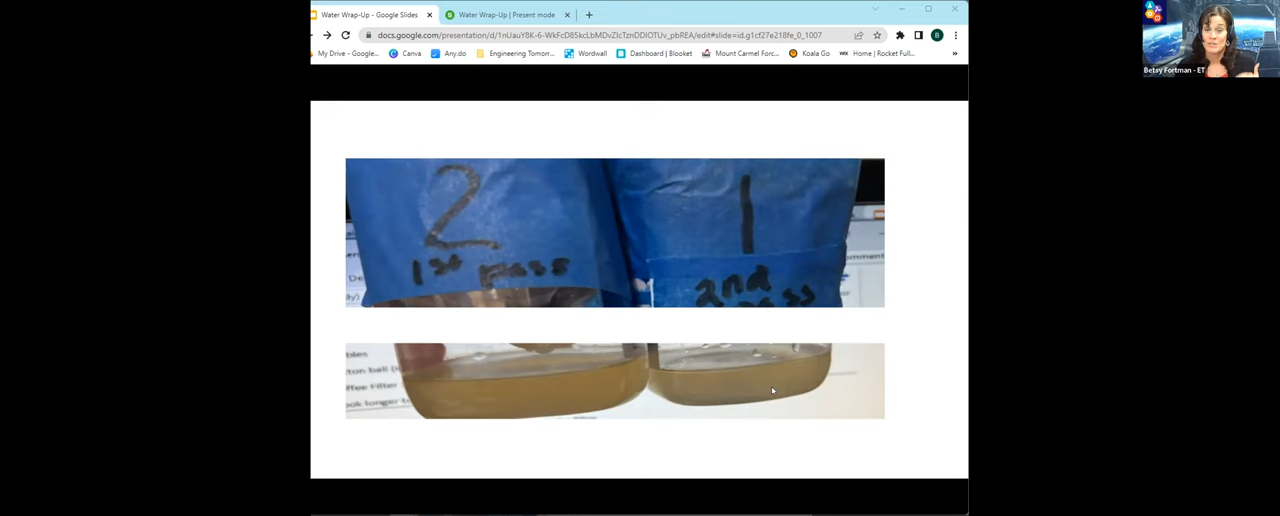 Water Wrap-Up - Google Slides
Water Wrap-Up | Present mode
docs.google.com/presentation/d/1nUauY8K-6-WkFcD85kcLbMDvZIcTznDDIOTUv_pbREA/edit#slide=id.g1cf27e218fe_0_1007
B
My Drive - Google...
Canva
Any.do
Engineering Tomorr...
Wordwall
Dashboard | Blooket
Mount Carmel Forc...
Koala Go
WIX Home | Rocket Full...
»
Betsy Fortman - ET
2
1st pass
1
2nd
pass